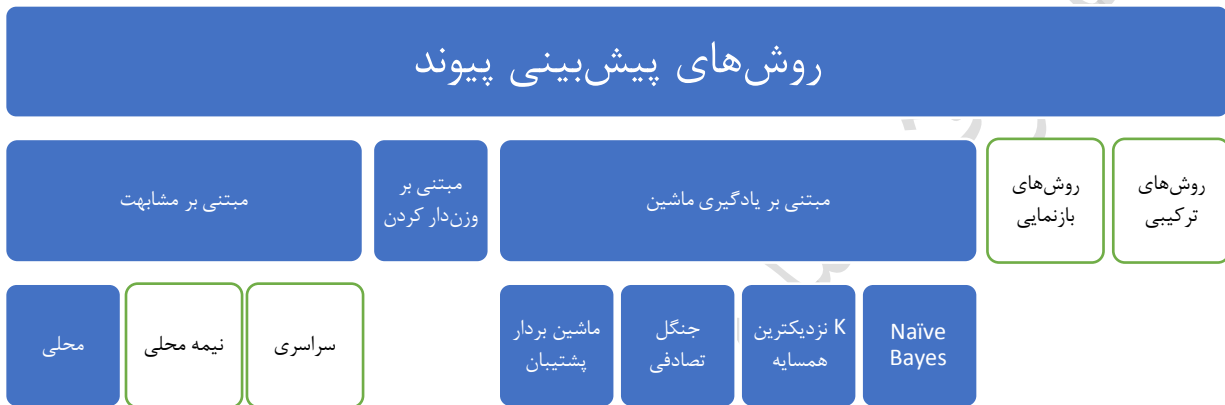 روش‌های پیش‌بینی پیوند
روش‌های
ترکیبی
روش‌های
بازنمایی
مبتنی بر یادگیری ماشین
مبتنی بر
وزن‌دار کردن
مبتنی بر مشابهت
Naïve
Bayes
K نزدیکترین
همسایه
جنگل
تصادفی
ماشین بردار
پشتیبان
سراسری
نیمه محلی
محلی